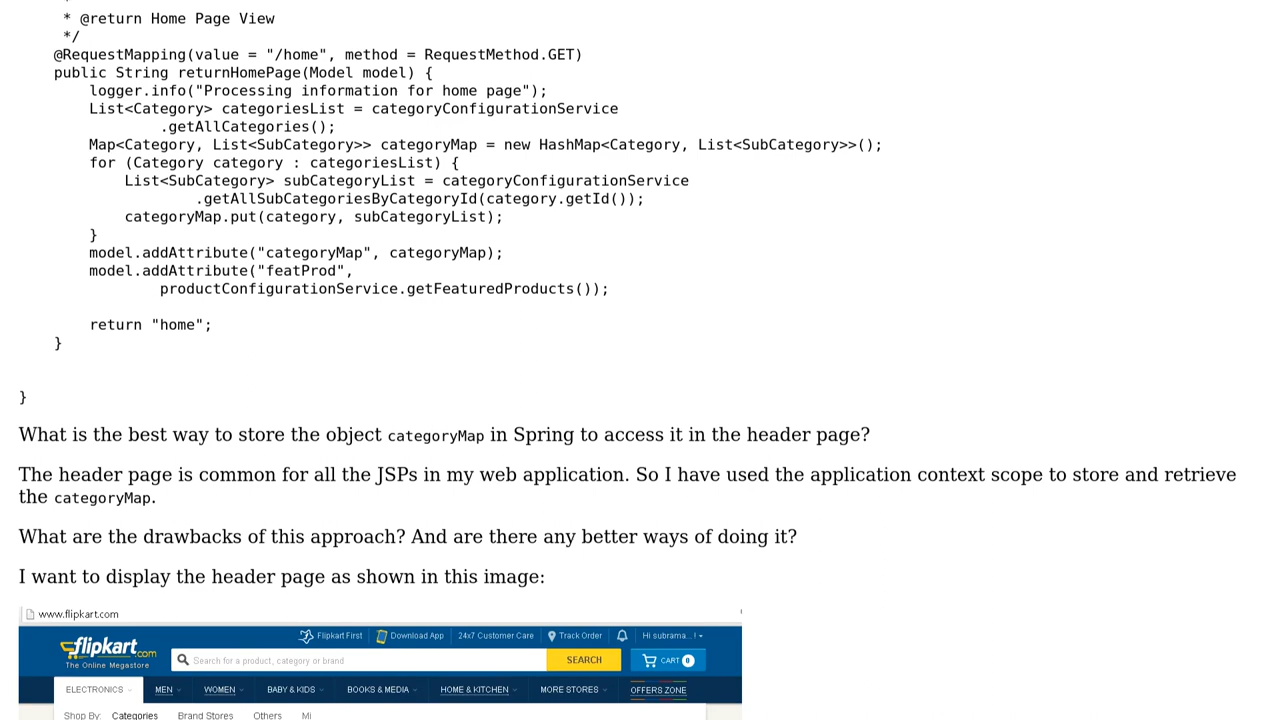 * @return Home Page View
*/
@RequestMapping(value = "/home", method = RequestMethod.GET)
public String returnHomePage(Model model) {
logger.info("Processing information for home page");
List<Category> categoriesList = categoryConfigurationService
.getAllCategories();
Map<Category, List<SubCategory>> categoryMap = new HashMap<Category, List<SubCategory>>();
for (Category category : categoriesList) {
List<SubCategory> subCategoryList = categoryConfigurationService
.getAllSubCategoriesByCategoryId(category.getId());
categoryMap.put(category, subCategoryList);
}
model.addAttribute("categoryMap", categoryMap);
model.addAttribute("featProd",
productConfigurationService.getFeaturedProducts());
return "home";
}
}
What is the best way to store the object categoryMap in Spring to access it in the header page?
The header page is common for all the JSPs in my web application. So I have used the application context scope to store and retrieve
the categoryMap.
What are the drawbacks of this approach? And are there any better ways of doing it?
I want to display the header page as shown in this image:
www.flipkart.com
Flipkart First Download App 24x7 Customer Care Track Order Hi subrama...!
flipkart.com
The Online Megastore
Search for a product, category or brand SEARCH CART 0
ELECTRONICS MEN WOMEN BABY & KIDS BOOKS & MEDIA HOME & KITCHEN MORE STORES OFFERS ZONE
Shop By: Categories Brand Stores Others Mi